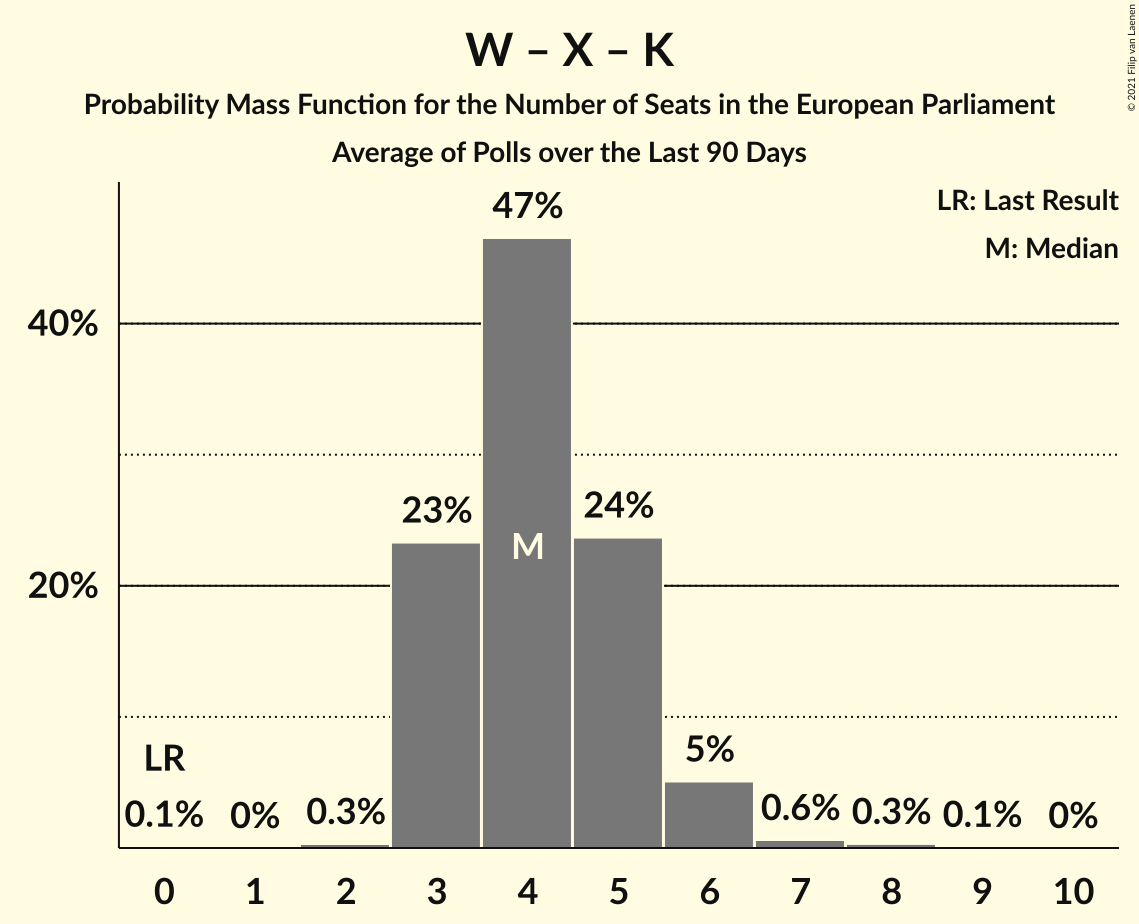 W – X – K
Probability Mass Function for the Number of Seats in the European Parliament
Average of Polls over the Last 90 Days
© 2021 Filip van Laenen
LR: Last Result
M: Median
47%
40%
24%
23%
M
20%
LR
5%
0.1% 0% 0.3% 0.6% 0.3% 0.1% 0%
0 1 2 3 4 5 6 7 8 9 10